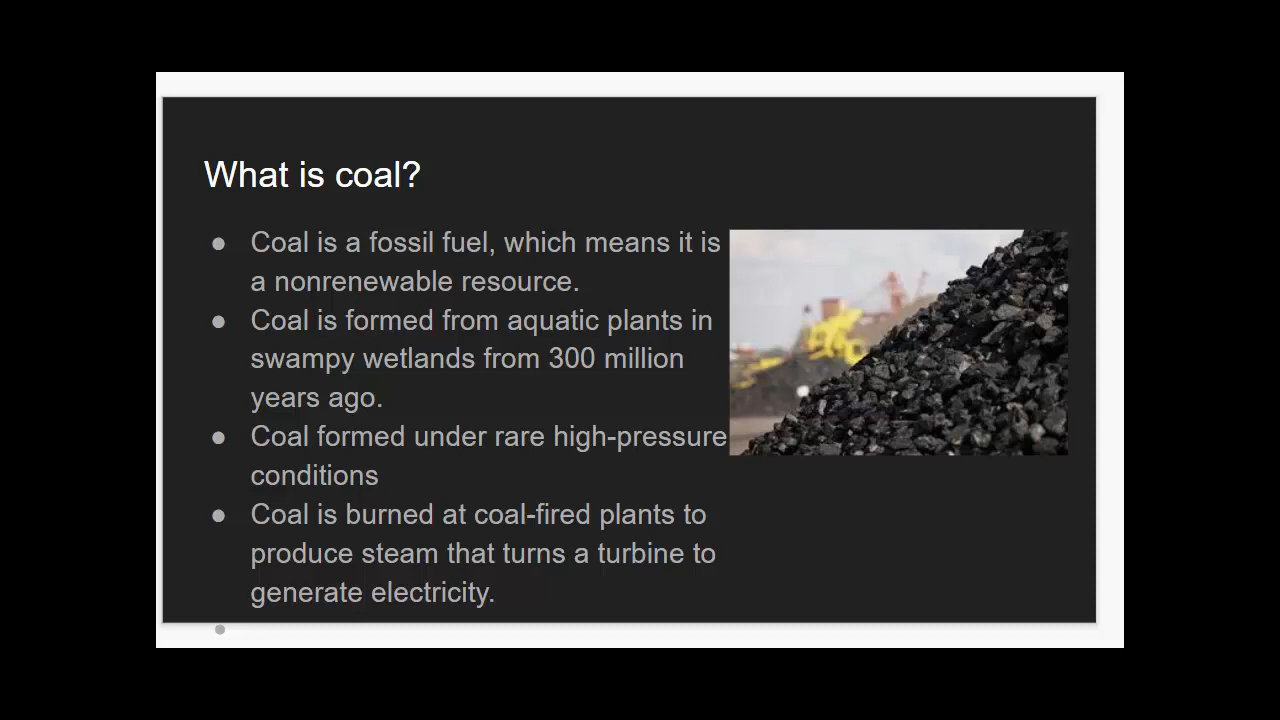 What is coal?
● Coal is a fossil fuel, which means it is
a nonrenewable resource.
● Coal is formed from aquatic plants in
swampy wetlands from 300 million
years ago.
● Coal formed under rare high-pressure
conditions
● Coal is burned at coal-fired plants to
produce steam that turns a turbine to
generate electricity.
●